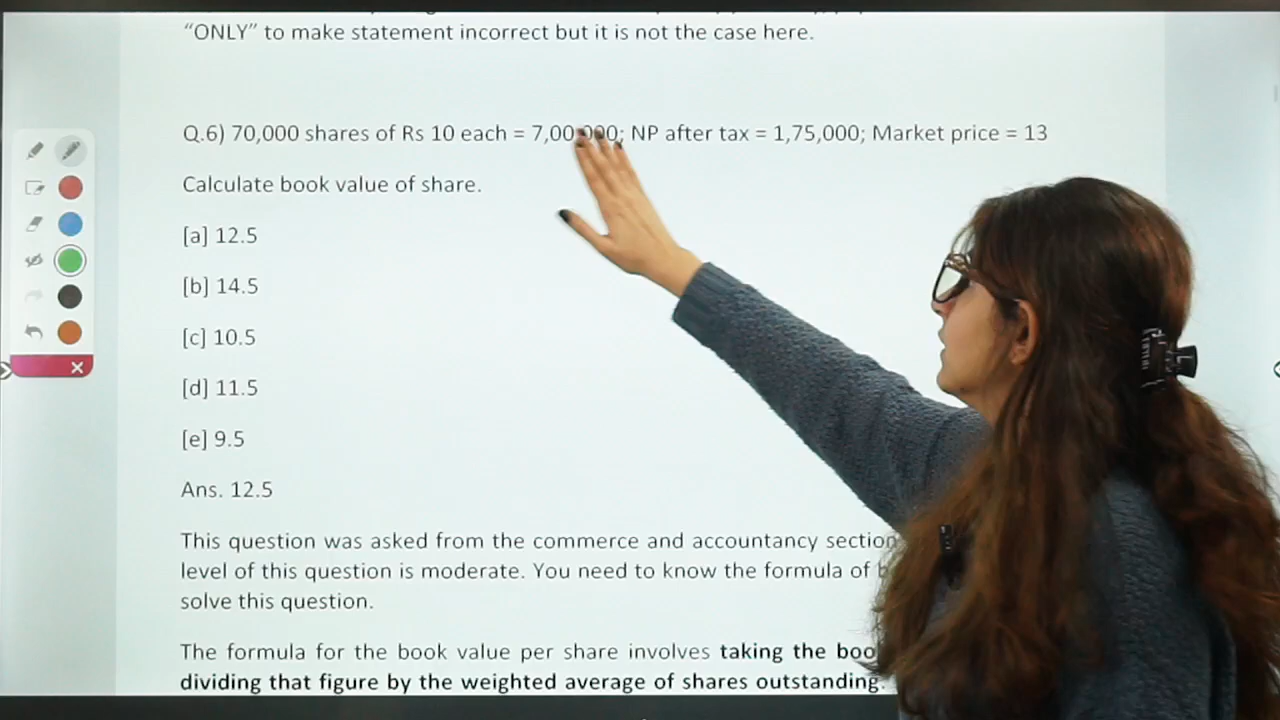 “ONLY” to make statement incorrect but it is not the case here.
Q.6) 70,000 shares of Rs 10 each = 7,00,000; NP after tax = 1,75,000; Market price = 13
Calculate book value of share.
[a] 12.5
[b] 14.5
[c] 10.5
[d] 11.5
[e] 9.5
Ans. 12.5
This question was asked from the commerce and accountancy section
level of this question is moderate. You need to know the formula of
solve this question.
The formula for the book value per share involves taking the
dividing that figure by the weighted average of shares outstanding.